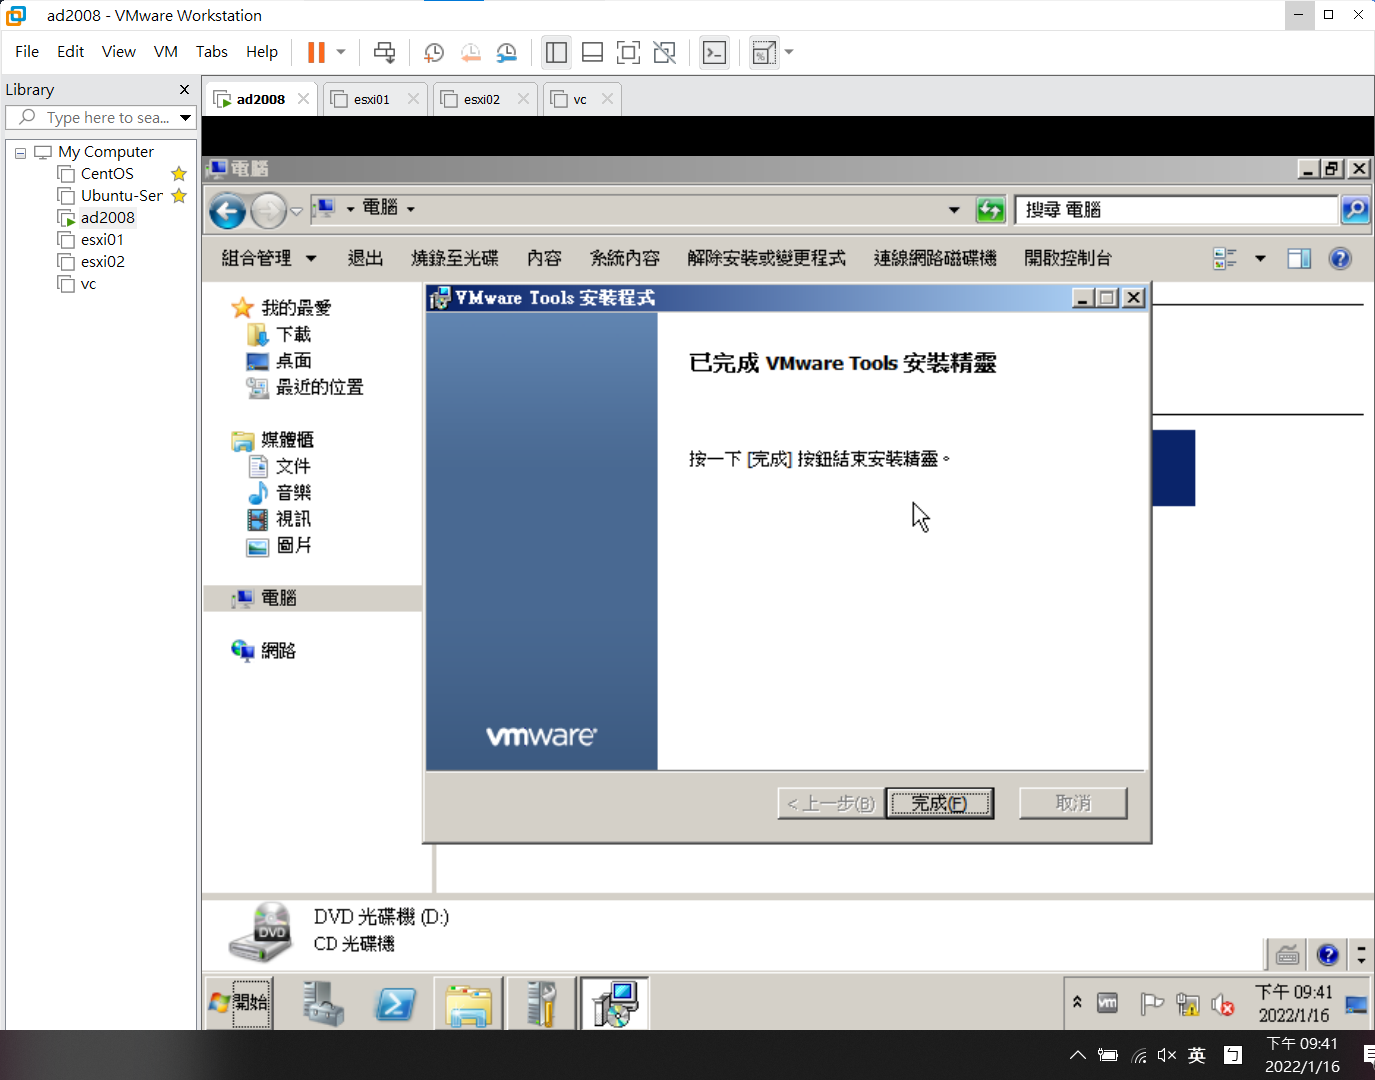 ad2008 - VMware Workstation
File Edit View VM Tabs Help
Library
Type here to sea...
My Computer
CentOS
Ubuntu-Ser
ad2008
esxi01
esxi02
vc
ad2008
esxi01
esxi02
vc
電腦
電腦
搜尋 電腦
組合管理 退出 燒錄至光碟 內容 系統內容 解除安裝或變更程式 連線網路磁碟機 開啟控制台
我的最愛
下載
桌面
最近的位置
媒體櫃
文件
音樂
視訊
圖片
電腦
網路
VMware Tools 安裝程式
已完成 VMware Tools 安裝精靈
按一下 [完成] 按鈕結束安裝精靈。
vmware
< 上一步(B) 完成(F) 取消
DVD
DVD 光碟機 (D:)
CD 光碟機
開始
vm
下午 09:41
2022/1/16
英
下午 09:41
2022/1/16